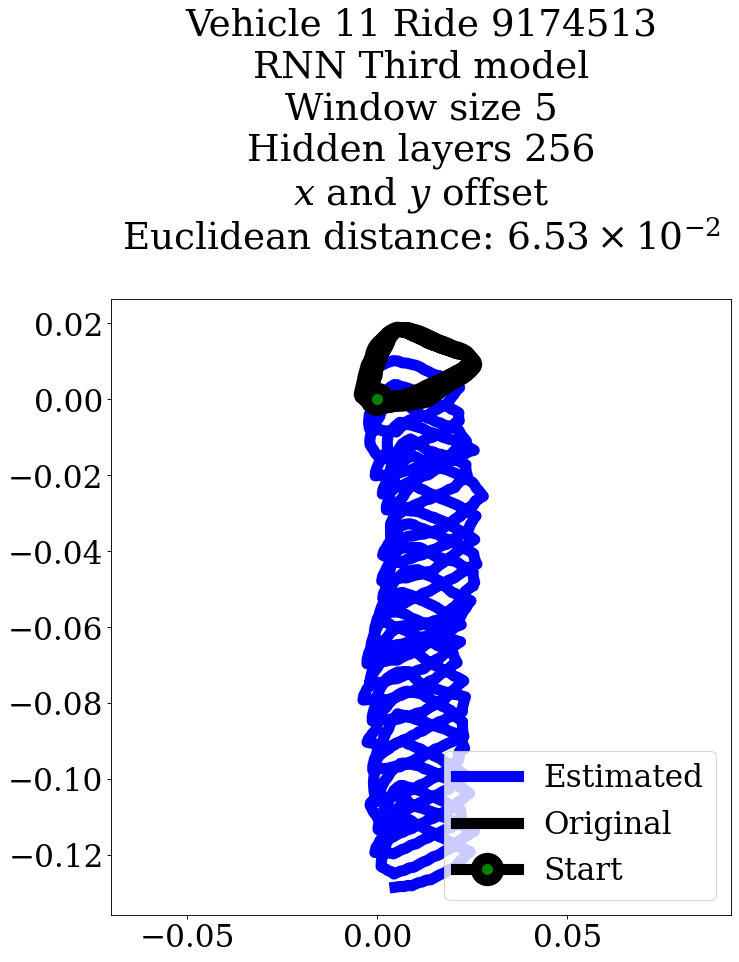 Vehicle 11 Ride 9174513
RNN Third model
Window size 5
Hidden layers 256
x and y offset
Euclidean distance: 6.53 × 10⁻²
0.02
0.00
−0.02
−0.04
−0.06
−0.08
−0.10
−0.12
Estimated
Original
Start
−0.05 0.00 0.05